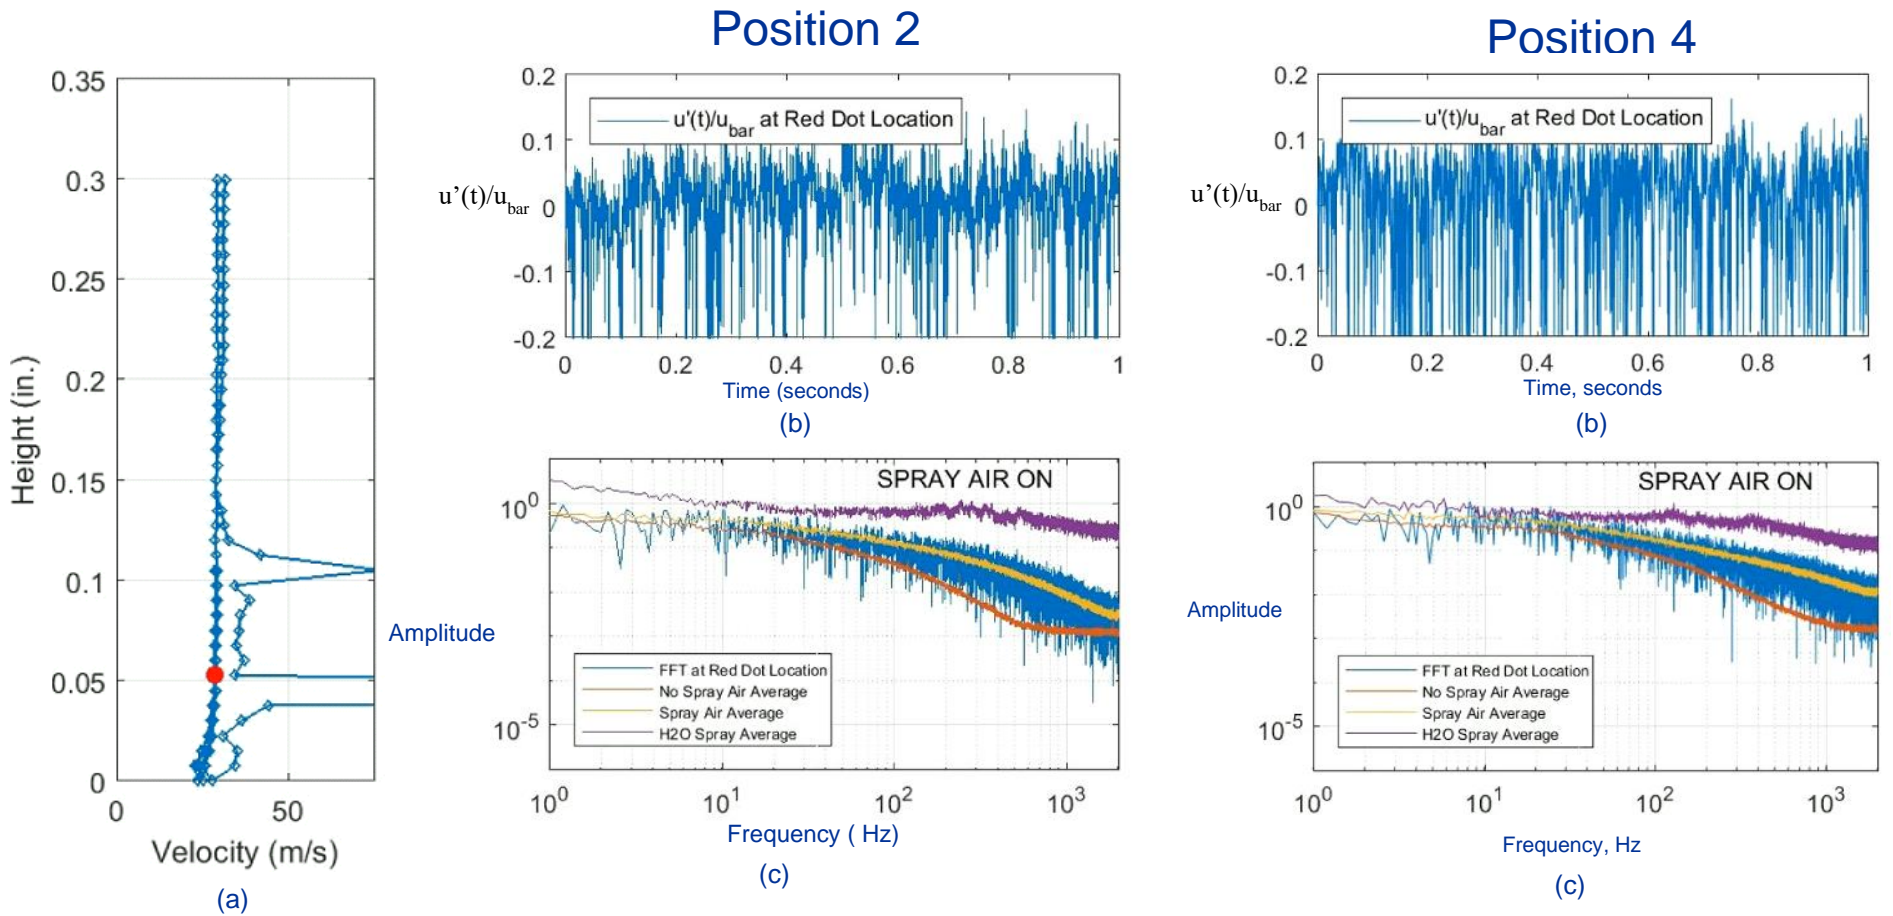 Position 2
Position 4
0.35
0.3
0.25
0.2
0.15
0.1
0.05
0
0
50
Height (in.)
Velocity (m/s)
(a)
0.2
0.1
0
-0.1
-0.2
u'(t)/u_bar at Red Dot Location
u’(t)/u_bar
0
0.2
0.4
0.6
0.8
1
Time (seconds)
(b)
0.2
0.1
0
-0.1
-0.2
u'(t)/u_bar at Red Dot Location
u’(t)/u_bar
0
0.2
0.4
0.6
0.8
1
Time, seconds
(b)
SPRAY AIR ON
10^0
10^-5
Amplitude
FFT at Red Dot Location
No Spray Air Average
Spray Air Average
H2O Spray Average
10^0
10^1
10^2
10^3
Frequency ( Hz)
(c)
SPRAY AIR ON
10^0
10^-5
Amplitude
FFT at Red Dot Location
No Spray Air Average
Spray Air Average
H2O Spray Average
10^0
10^1
10^2
10^3
Frequency, Hz
(c)